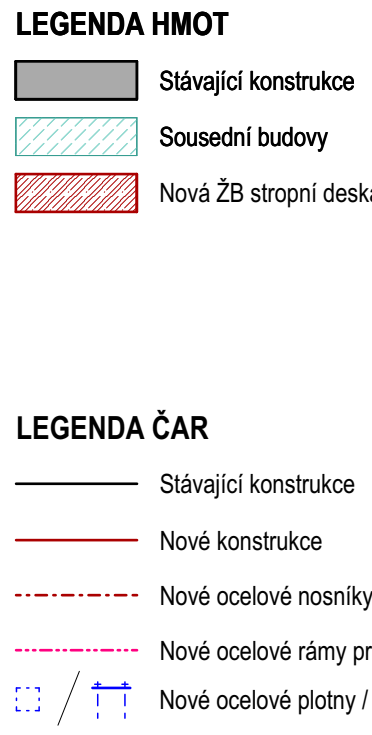 LEGENDA HMOT
Stávající konstrukce
Sousední budovy
Nová ŽB stropní deska
LEGENDA ČAR
Stávající konstrukce
Nové konstrukce
Nové ocelové nosníky
Nové ocelové rámy pr
Nové ocelové plotny /